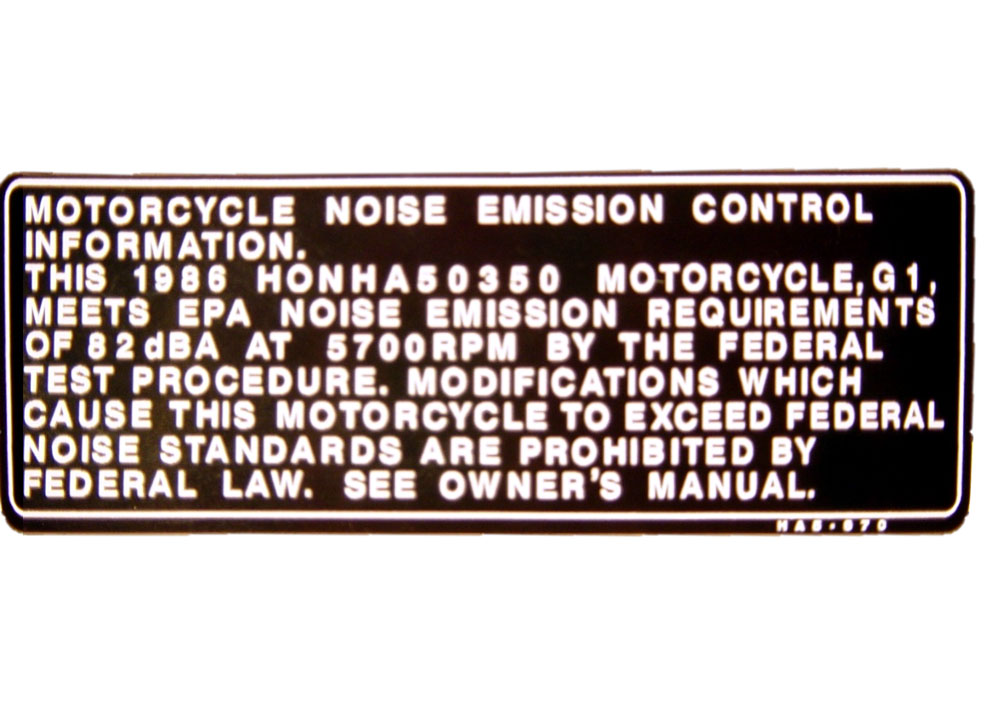 MOTORCYCLE NOISE EMISSION CONTROL
INFORMATION.
THIS 1986 HONHA50350 MOTORCYCLE,G1,
MEETS EPA NOISE EMISSION REQUIREMENTS
OF 82dBA AT 5700RPM BY THE FEDERAL
TEST PROCEDURE. MODIFICATIONS WHICH
CAUSE THIS MOTORCYCLE TO EXCEED FEDERAL
NOISE STANDARDS ARE PROHIBITED BY
FEDERAL LAW. SEE OWNER'S MANUAL.
HA5-670